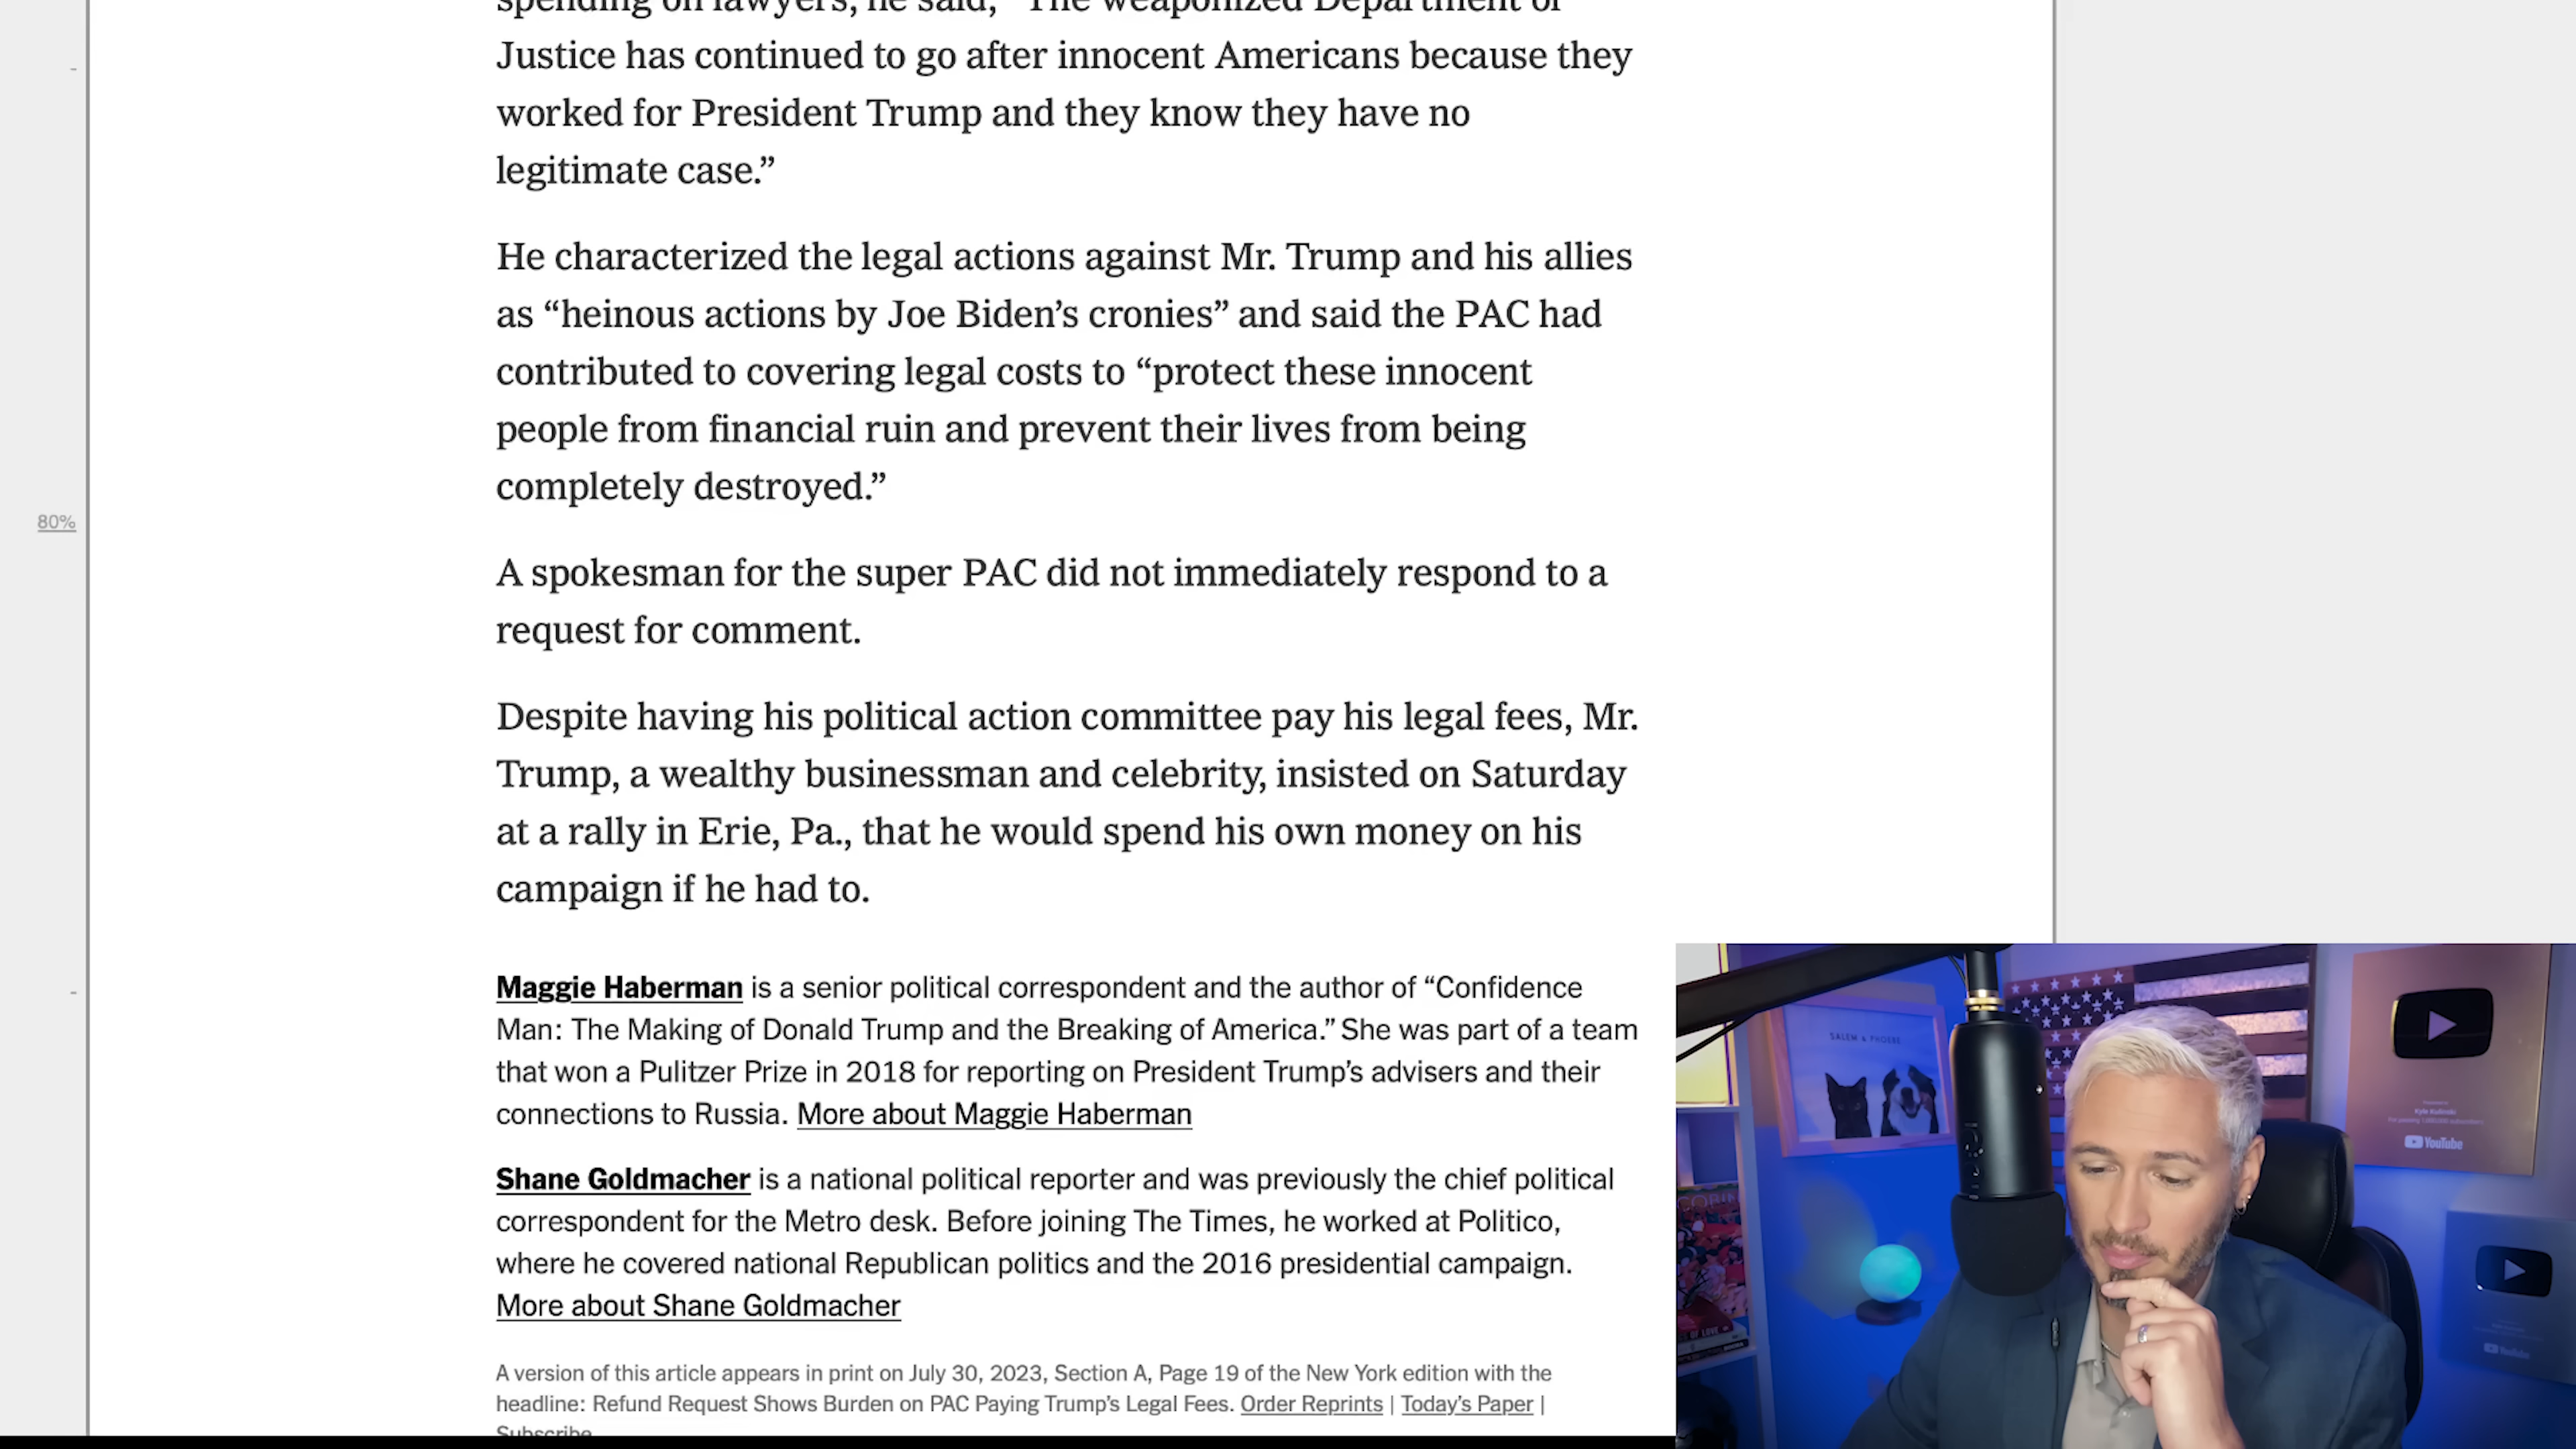 spending on lawyers, he said, “The weaponized Department of
Justice has continued to go after innocent Americans because they
worked for President Trump and they know they have no
legitimate case.”
He characterized the legal actions against Mr. Trump and his allies
as “heinous actions by Joe Biden’s cronies” and said the PAC had
contributed to covering legal costs to “protect these innocent
people from financial ruin and prevent their lives from being
completely destroyed.”
80%
A spokesman for the super PAC did not immediately respond to a
request for comment.
Despite having his political action committee pay his legal fees, Mr.
Trump, a wealthy businessman and celebrity, insisted on Saturday
at a rally in Erie, Pa., that he would spend his own money on his
campaign if he had to.
Maggie Haberman is a senior political correspondent and the author of “Confidence
Man: The Making of Donald Trump and the Breaking of America.” She was part of a team
that won a Pulitzer Prize in 2018 for reporting on President Trump’s advisers and their
connections to Russia. More about Maggie Haberman
Shane Goldmacher is a national political reporter and was previously the chief political
correspondent for the Metro desk. Before joining The Times, he worked at Politico,
where he covered national Republican politics and the 2016 presidential campaign.
More about Shane Goldmacher
A version of this article appears in print on July 30, 2023, Section A, Page 19 of the New York edition with the
headline: Refund Request Shows Burden on PAC Paying Trump’s Legal Fees. Order Reprints | Today’s Paper |
Subscribe
SALEM & PHOEBE
Kyle Kulinski
YouTube
YouTube